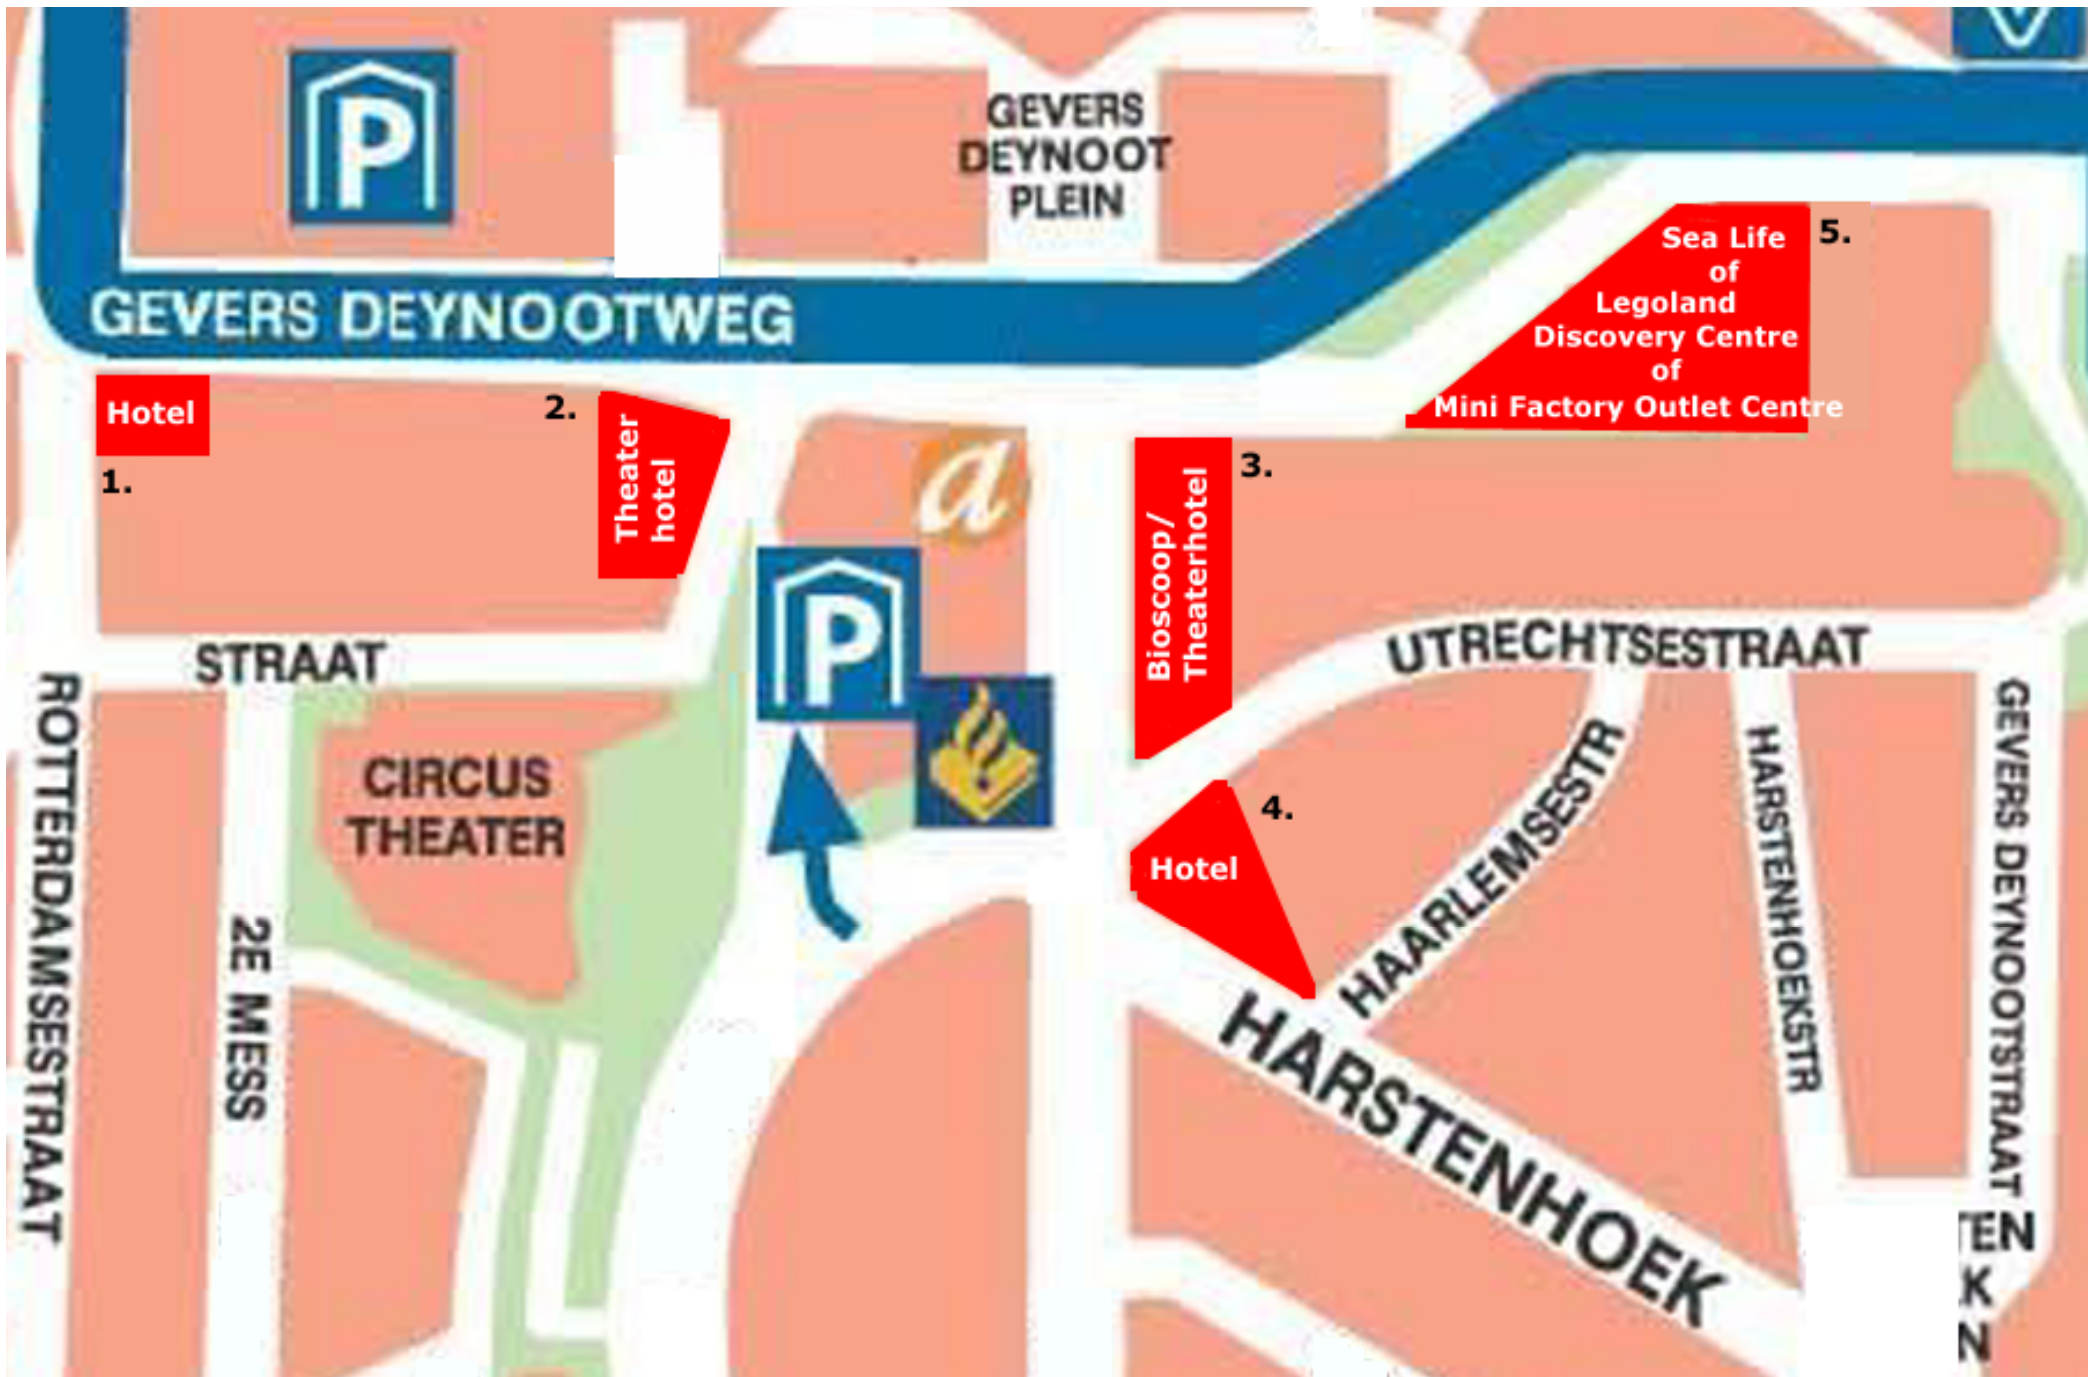 P
GEVERS
DEYNOOT
PLEIN
GEVERS DEYNOOTWEG
Sea Life
of
Legoland
Discovery Centre
of
Mini Factory Outlet Centre
5.
Hotel
1.
2.
Theater
hotel
a
3.
Bioscoop/
Theaterhotel
P
STRAAT
UTRECHTSESTRAAT
ROTTERDAMSESTRAAT
CIRCUS
THEATER
2E MESS
4.
Hotel
HAARLEMSESTR
HARSTENHOEKSTR
GEVERS DEYNOOTSTRAAT
HARSTENHOEK
TEN
K
N